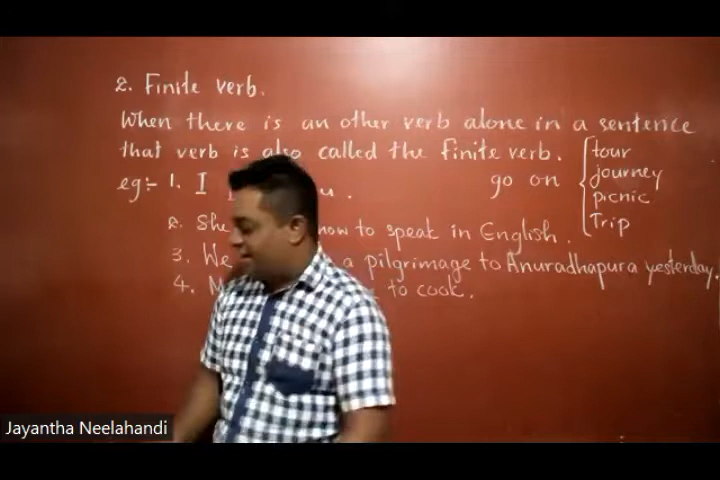 2. Finite verb.
When there is an other verb alone in a sentence
that verb is also called the finite verb.
eg:- 1. I u.
go on
tour
journey
picnic
Trip
2. She how to speak in English.
3. We a pilgrimage to Anuradhapura yesterday.
4. M to cook.
Jayantha Neelahandi